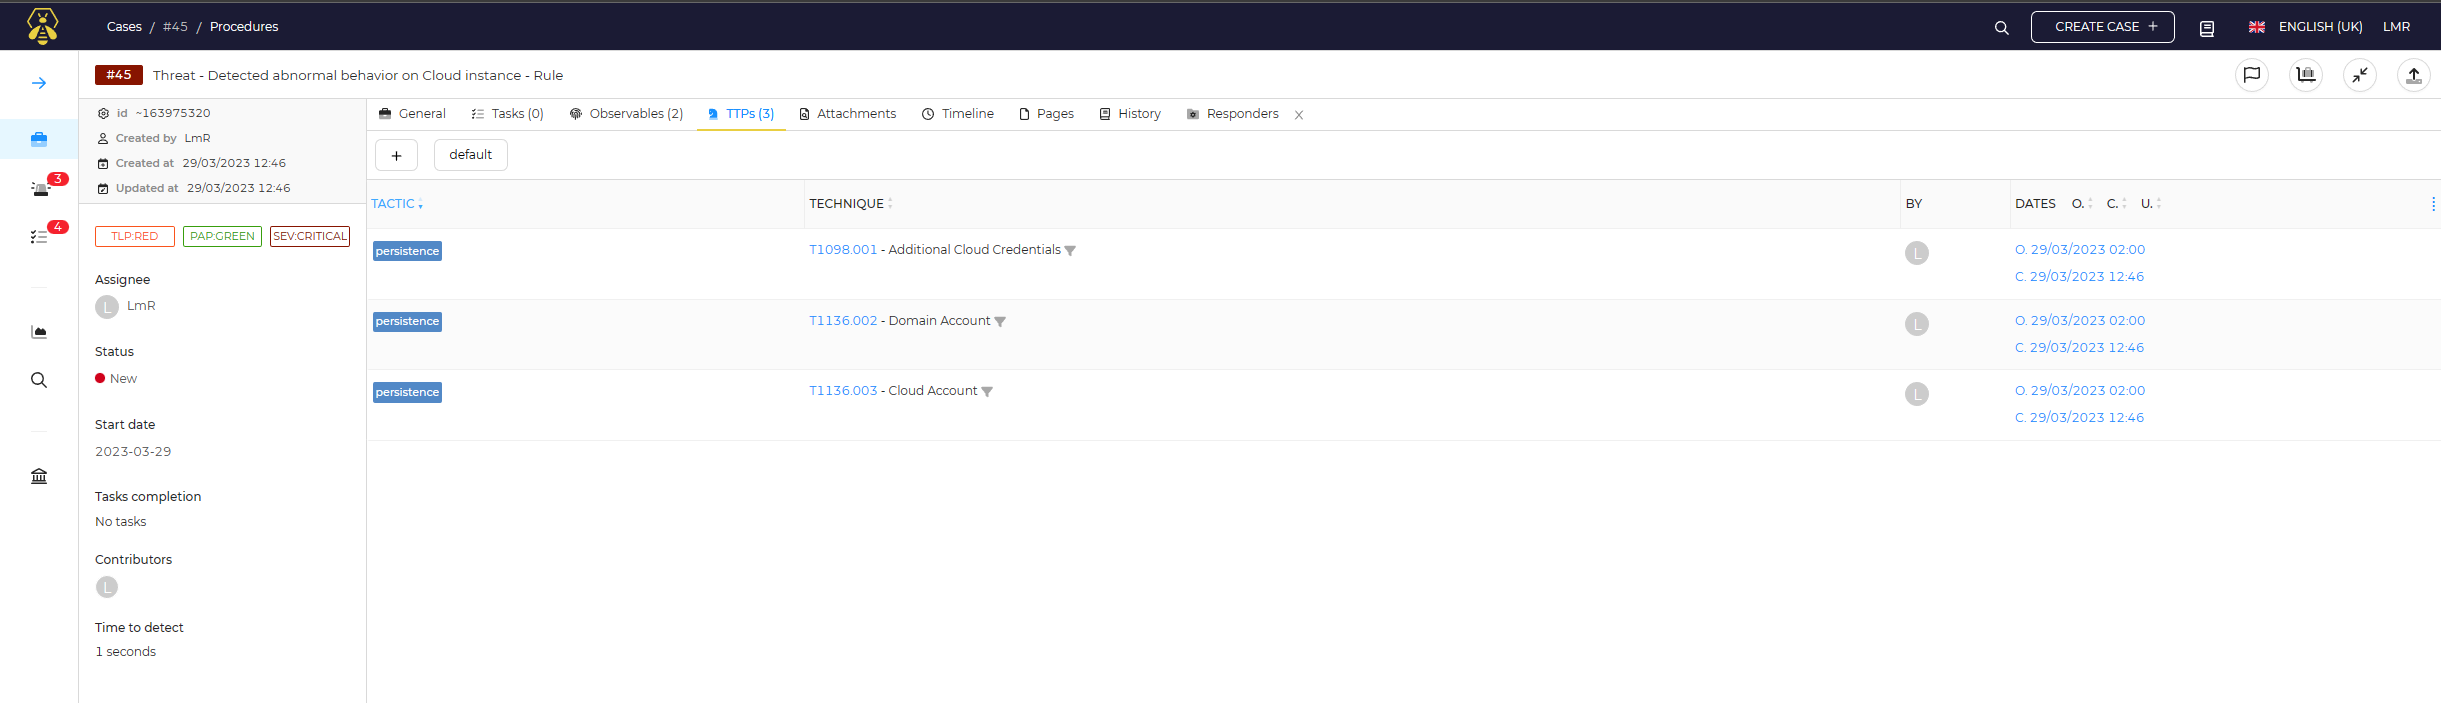 Cases / #45 / Procedures
CREATE CASE +
ENGLISH (UK)
LMR
#45 Threat - Detected abnormal behavior on Cloud instance - Rule
id ~163975320
Created by LmR
Created at 29/03/2023 12:46
Updated at 29/03/2023 12:46
TLP:RED PAP:GREEN SEV:CRITICAL
Assignee
L LmR
Status
New
Start date
2023-03-29
Tasks completion
No tasks
Contributors
L
Time to detect
1 seconds
3
4
General Tasks (0) Observables (2) TTPs (3) Attachments Timeline Pages History Responders
+ default
TACTIC TECHNIQUE BY DATES O. C. U.
persistence T1098.001 - Additional Cloud Credentials L O. 29/03/2023 02:00
C. 29/03/2023 12:46
persistence T1136.002 - Domain Account L O. 29/03/2023 02:00
C. 29/03/2023 12:46
persistence T1136.003 - Cloud Account L O. 29/03/2023 02:00
C. 29/03/2023 12:46